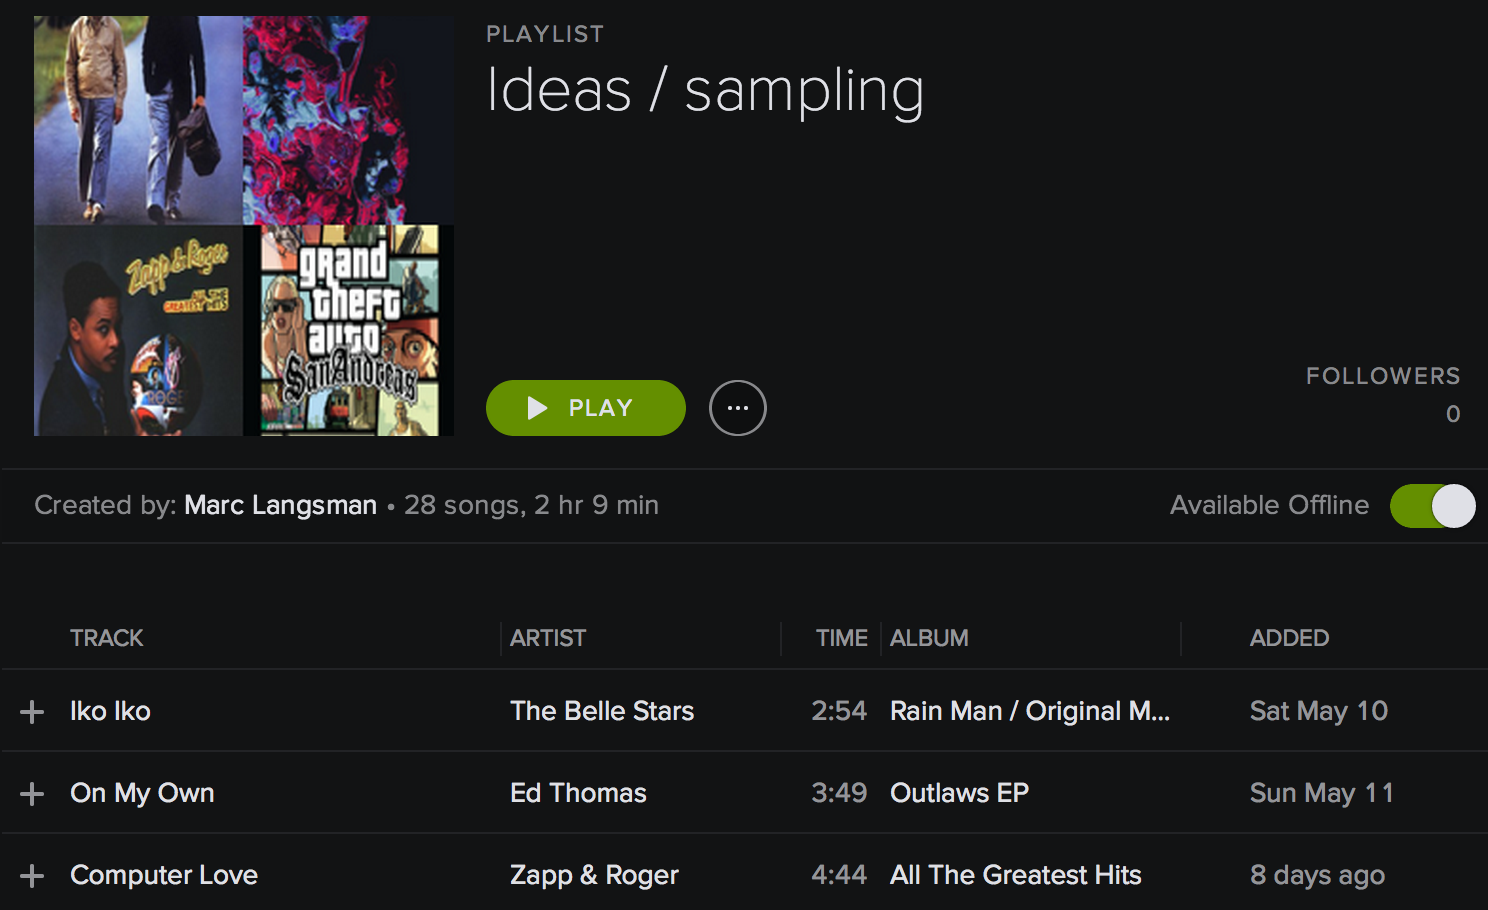 PLAYLIST
Ideas / sampling
Zapp & Roger
ALL THE
GREATEST HITS
grand
theft
auto
San Andreas
PLAY
FOLLOWERS
0
Created by: Marc Langsman • 28 songs, 2 hr 9 min
Available Offline
TRACK ARTIST TIME ALBUM ADDED
Iko Iko The Belle Stars 2:54 Rain Man / Original M... Sat May 10
On My Own Ed Thomas 3:49 Outlaws EP Sun May 11
Computer Love Zapp & Roger 4:44 All The Greatest Hits 8 days ago